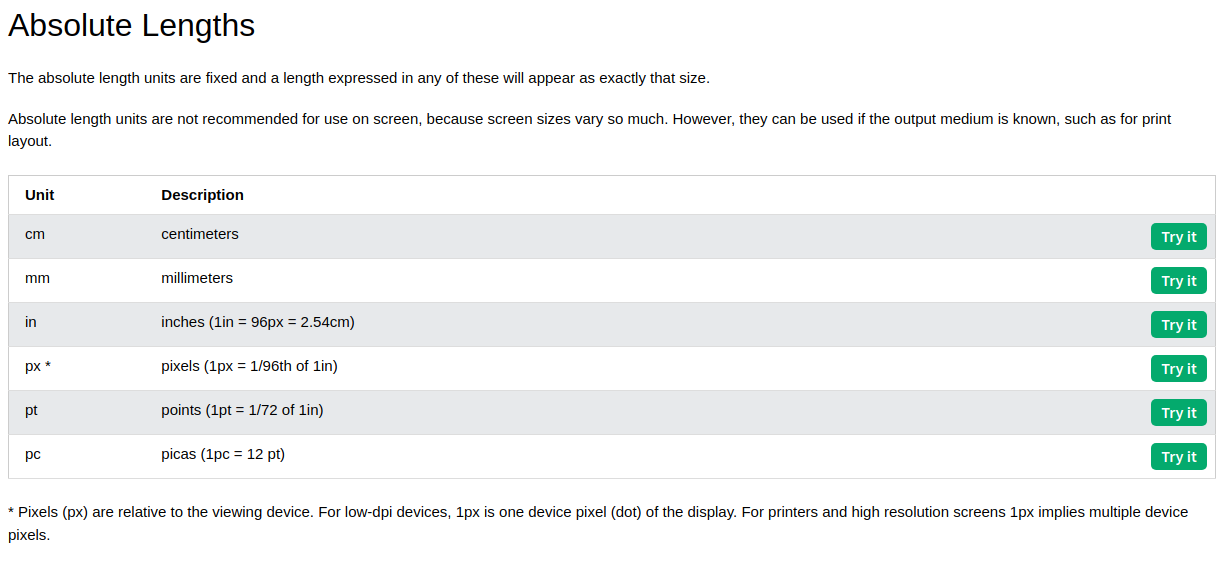 Absolute Lengths
The absolute length units are fixed and a length expressed in any of these will appear as exactly that size.
Absolute length units are not recommended for use on screen, because screen sizes vary so much. However, they can be used if the output medium is known, such as for print
layout.
Unit Description
cm centimeters Try it
mm millimeters Try it
in inches (1in = 96px = 2.54cm) Try it
px * pixels (1px = 1/96th of 1in) Try it
pt points (1pt = 1/72 of 1in) Try it
pc picas (1pc = 12 pt) Try it
* Pixels (px) are relative to the viewing device. For low-dpi devices, 1px is one device pixel (dot) of the display. For printers and high resolution screens 1px implies multiple device
pixels.